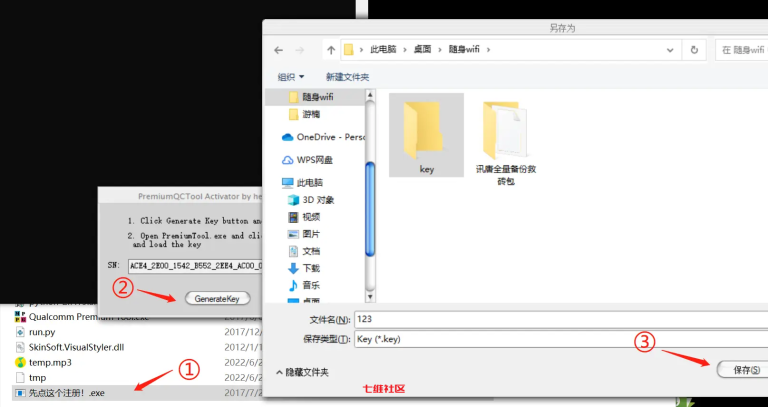 另存为
此电脑 > 桌面 > 随身wifi >
在 随身wifi
组织
新建文件夹
随身wifi
游楠
OneDrive - Perso
WPS网盘
此电脑
3D 对象
视频
图片
文档
下载
音乐
桌面
key
讯唐全量备份救
砖包
PremiumQCTool Activator by he
1. Click Generate Key button an
2. Open PremiumTool.exe and cli
and load the key
SN:
ACE4_2E00_1542_B552_2EE4_AC00_0
②
GenerateKey
文件名(N):
123
保存类型(T):
Key (*.key)
③
隐藏文件夹
保存(S)
七维社区
Qualcomm Premium Tool.exe
2017/6/
run.py
2017/12/
SkinSoft.VisualStyler.dll
2012/1/1
temp.mp3
2022/6/2
①
tmp
2022/6/2
先点这个注册！.exe
2017/7/2